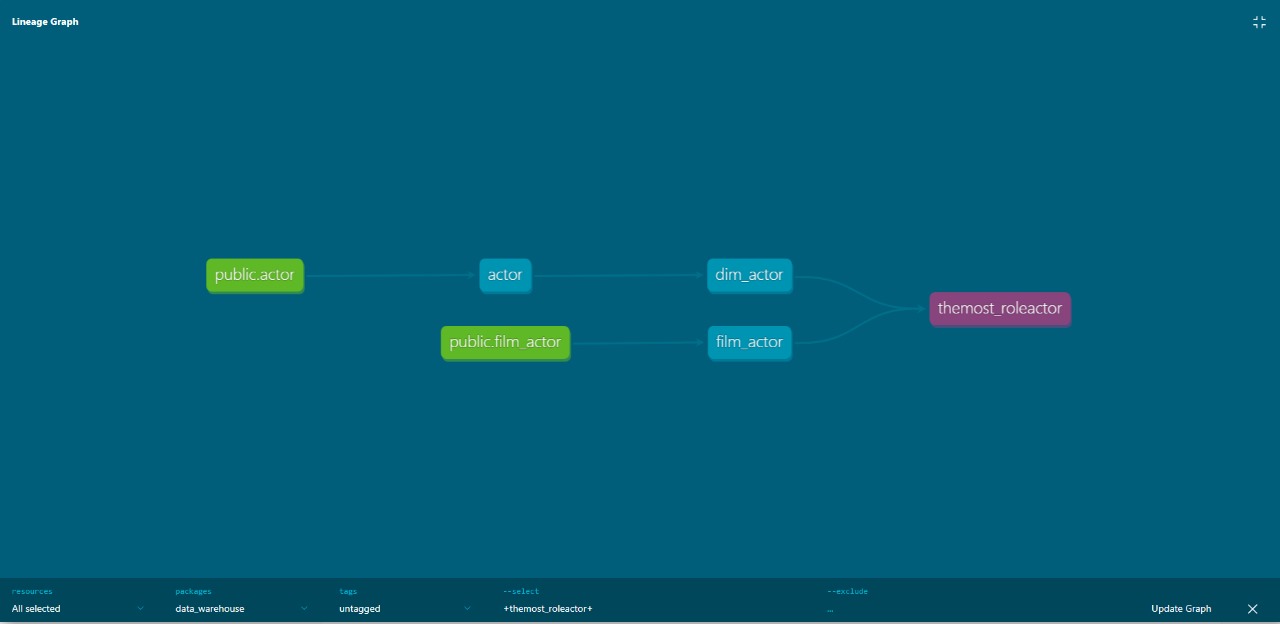 Lineage Graph
public.actor
actor
dim_actor
themost_roleactor
public.film_actor
film_actor
resources
packages
tags
--select
--exclude
All selected
data_warehouse
untagged
+themost_roleactor+
...
Update Graph